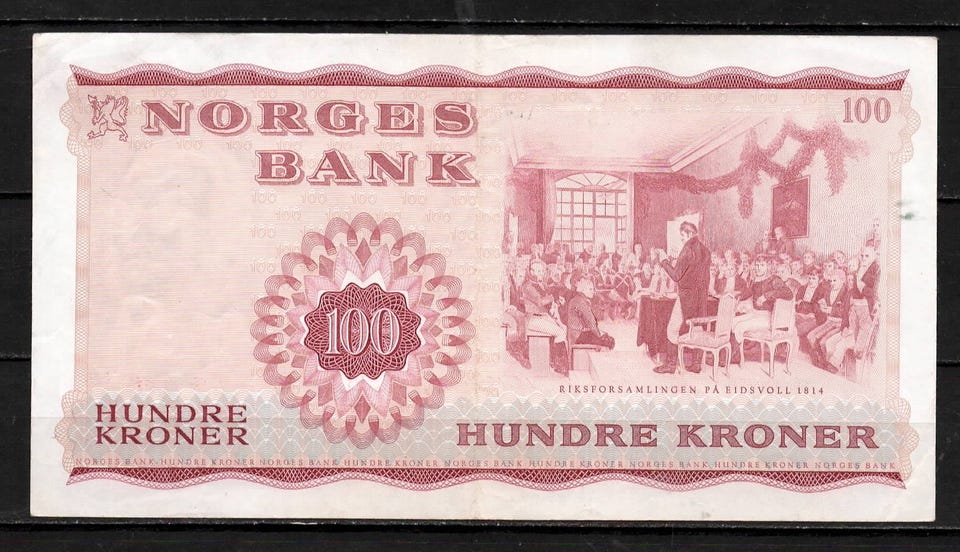 NORGES
BANK
100
100
RIKSFORSAMLINGEN PÅ EIDSVOLL 1814
HUNDRE
KRONER
HUNDRE KRONER
NORGES BANK HUNDRE KRONER NORGES BANK HUNDRE KRONER NORGES BANK HUNDRE KRONER NORGES BANK HUNDRE KRONER NORGES BANK